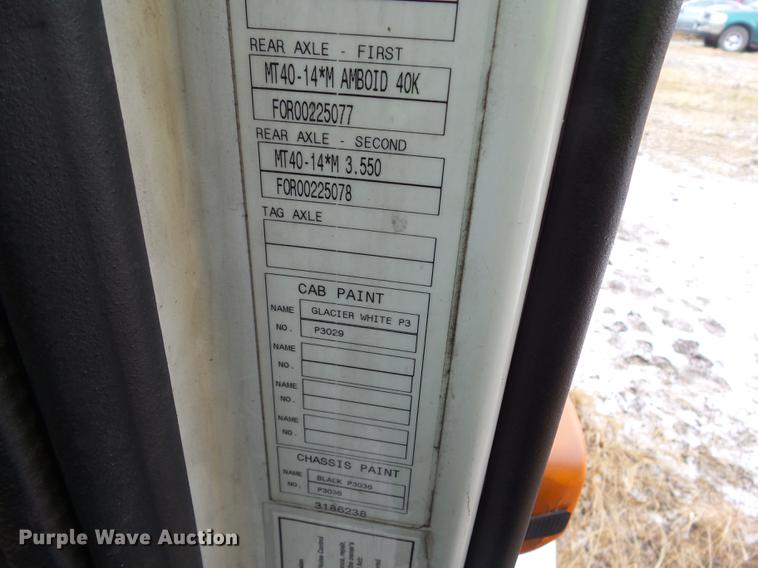 REAR AXLE - FIRST
MT40-14*M AMBOID 40K
FOR00225077
REAR AXLE - SECOND
MT40-14*M 3.550
FOR00225078
TAG AXLE
CAB PAINT
NAME GLACIER WHITE P3
NO. P3029
NAME
NO.
NAME
NO.
NAME
NO.
CHASSIS PAINT
NAME BLACK P3036
NO. P3036
3186238
Purple Wave Auction®